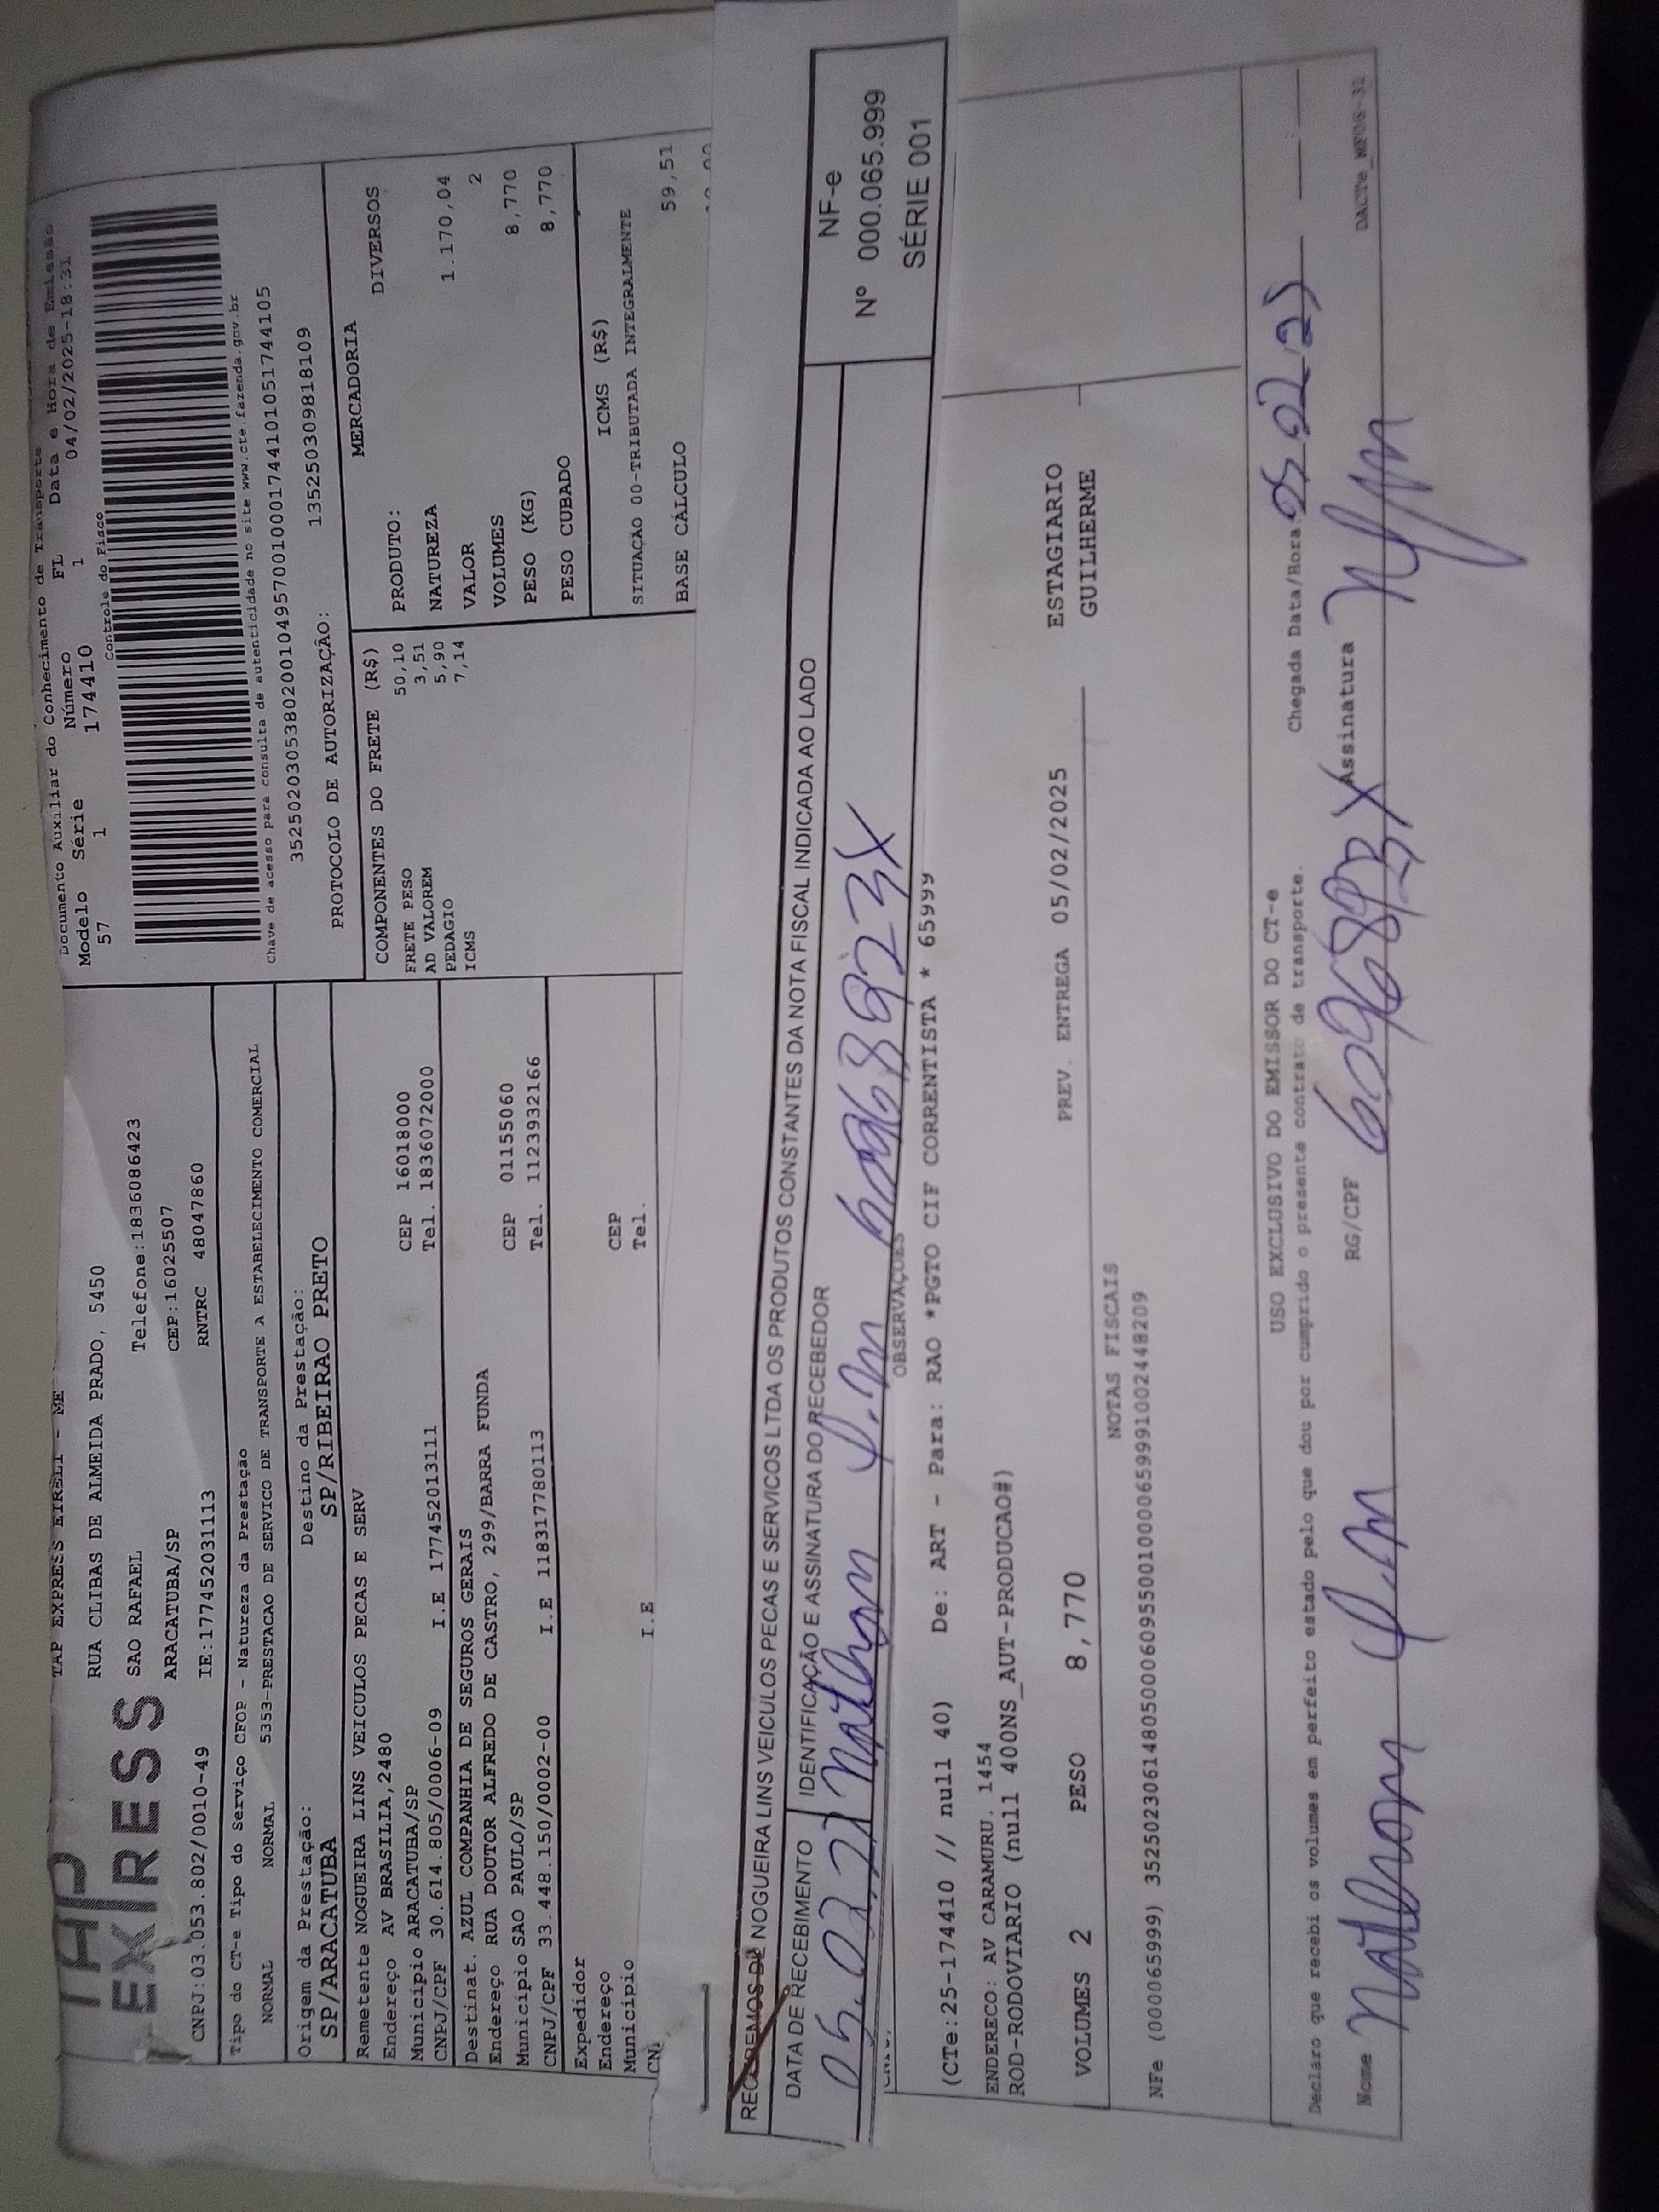 TAP EXPRESS EIRELI - ME
TAP
EXPRESS
RUA CLIBAS DE ALMEIDA PRADO, 5450
SAO RAFAEL Telefone:1836086423
ARACATUBA/SP CEP:16025507
CNPJ:03.053.802/0010-49 IE:177452031113 RNTRC 48047860
Documento Auxiliar do Conhecimento de Transporte
Modelo Série Número FL Data e Hora de Emissão
57 1 174410 1 04/02/2025-18:31
Controle do Fisco
Chave de acesso para consulta de autenticidade no site www.cte.fazenda.gov.br
35250203053802001049570010001744101051744105
PROTOCOLO DE AUTORIZAÇÃO: 135250309818109
Tipo do CT-e Tipo do Serviço CFOP - Natureza da Prestação
NORMAL NORMAL 5353-PRESTACAO DE SERVICO DE TRANSPORTE A ESTABELECIMENTO COMERCIAL
Origem da Prestação: Destino da Prestação:
SP/ARACATUBA SP/RIBEIRAO PRETO
Remetente NOGUEIRA LINS VEICULOS PECAS E SERV
Endereço AV BRASILIA,2480 CEP 16018000
Município ARACATUBA/SP Tel. 1836072000
CNPJ/CPF 30.614.805/0006-09 I.E 177452013111
Destinat. AZUL COMPANHIA DE SEGUROS GERAIS
Endereço RUA DOUTOR ALFREDO DE CASTRO, 299/BARRA FUNDA CEP 01155060
Município SAO PAULO/SP Tel. 11239932166
CNPJ/CPF 33.448.150/0002-00 I.E 118317780113
Expedidor
Endereço CEP
Município Tel.
I.E
COMPONENTES DO FRETE (R$)
FRETE PESO 50,10
AD VALOREM 3,51
PEDAGIO 5,90
ICMS 7,14
MERCADORIA
PRODUTO: DIVERSOS
NATUREZA
VALOR 1.170,04
VOLUMES 2
PESO (KG) 8,770
PESO CUBADO 8,770
ICMS (R$)
SITUAÇÃO 00-TRIBUTADA INTEGRALMENTE
BASE CÁLCULO 59,51
RECEBEMOS DE NOGUEIRA LINS VEICULOS PECAS E SERVICOS LTDA OS PRODUTOS CONSTANTES DA NOTA FISCAL INDICADA AO LADO
DATA DE RECEBIMENTO IDENTIFICAÇÃO E ASSINATURA DO RECEBEDOR
NF-e
Nº 000.065.999
SÉRIE 001
OBSERVAÇÕES
(CTe:25-174410 // null 40) De: ART - Para: RAO *PGTO CIF CORRENTISTA * 65999
ENDERECO: AV CARAMURU. 1454
ROD-RODOVIARIO (null 400NS_AUT-PRODUCAO#)
VOLUMES 2 PESO 8,770 PREV. ENTREGA 05/02/2025 ESTAGIARIO
GUILHERME
NOTAS FISCAIS
NFe (00065999) 35250230614805000609550010000659991002448209
USO EXCLUSIVO DO EMISSOR DO CT-e
Declaro que recebi os volumes em perfeito estado pelo que dou por cumprido o presente contrato de transporte.
Chegada Data/Hora 05 02 25
Nome RG/CPF Assinatura
DACTe